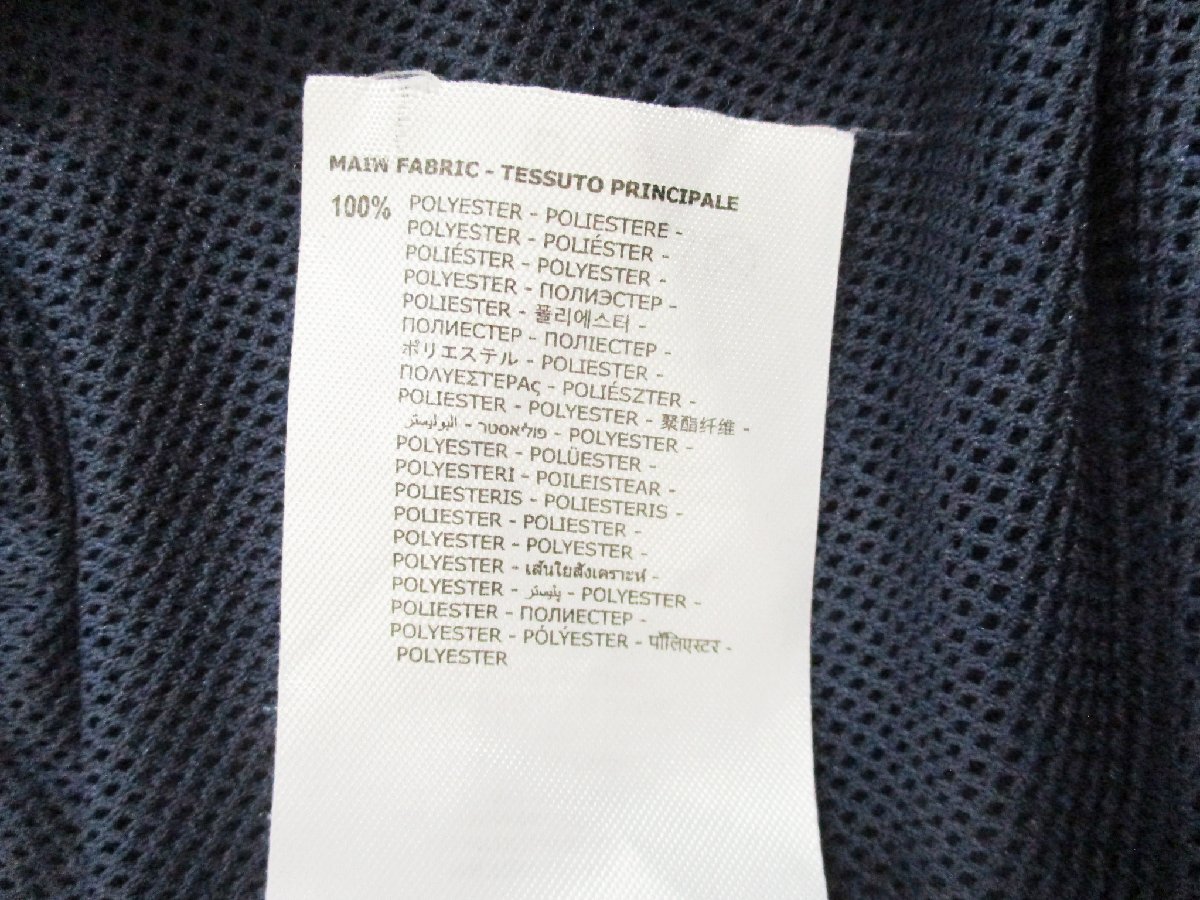 MAIN FABRIC - TESSUTO PRINCIPALE
100% POLYESTER - POLIESTERE -
POLYESTER - POLIÉSTER -
POLIÉSTER - POLYESTER -
POLYESTER - ПОЛИЭСТЕР -
POLIESTER - 폴리에스터 -
ПОЛИЕСТЕР - ПОЛІЕСТЕР -
ポリエステル - POLIESTER -
ΠΟΛΥΕΣΤΕΡΑς - POLIÉSZTER -
POLIESTER - POLYESTER - 聚酯纤维 -
البوليستر - פוליאסטר - POLYESTER -
POLYESTER - POLÜESTER -
POLYESTERI - POILEISTEAR -
POLIESTERIS - POLIESTERIS -
POLIESTER - POLIESTER -
POLYESTER - POLYESTER -
POLYESTER - เส้นใยสังเคราะห์ -
POLYESTER - پلیستر - POLYESTER -
POLIESTER - ПОЛИЕСТЕР -
POLYESTER - PÓLÝESTER - पॉलिएस्टर -
POLYESTER